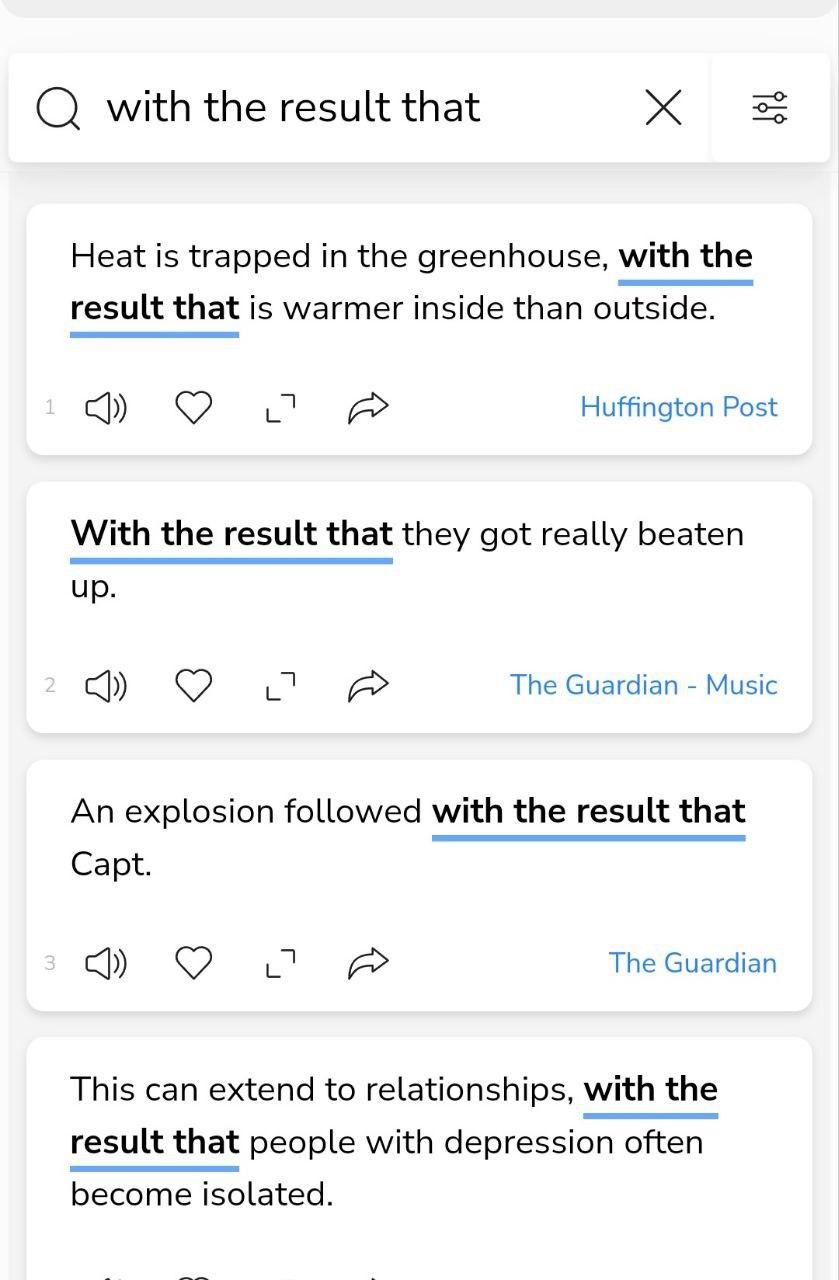 with the result that
Heat is trapped in the greenhouse, with the
result that is warmer inside than outside.
1
Huffington Post
With the result that they got really beaten
up.
2
The Guardian - Music
An explosion followed with the result that
Capt.
3
The Guardian
This can extend to relationships, with the
result that people with depression often
become isolated.